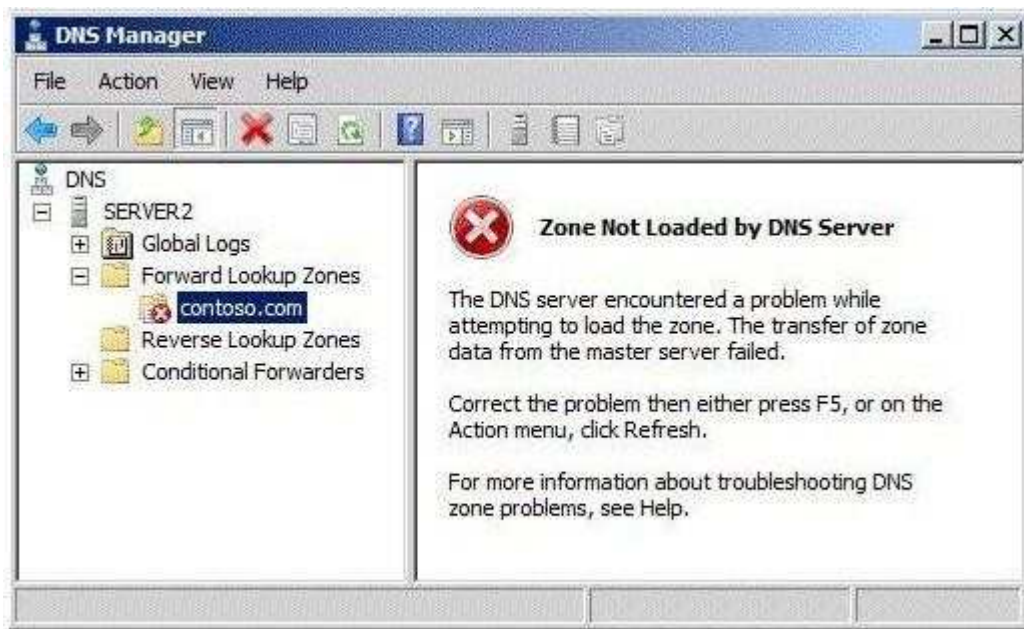 DNS Manager
File Action View Help
DNS
SERVER2
Global Logs
Forward Lookup Zones
contoso.com
Reverse Lookup Zones
Conditional Forwarders
Zone Not Loaded by DNS Server
The DNS server encountered a problem while
attempting to load the zone. The transfer of zone
data from the master server failed.
Correct the problem then either press F5, or on the
Action menu, click Refresh.
For more information about troubleshooting DNS
zone problems, see Help.